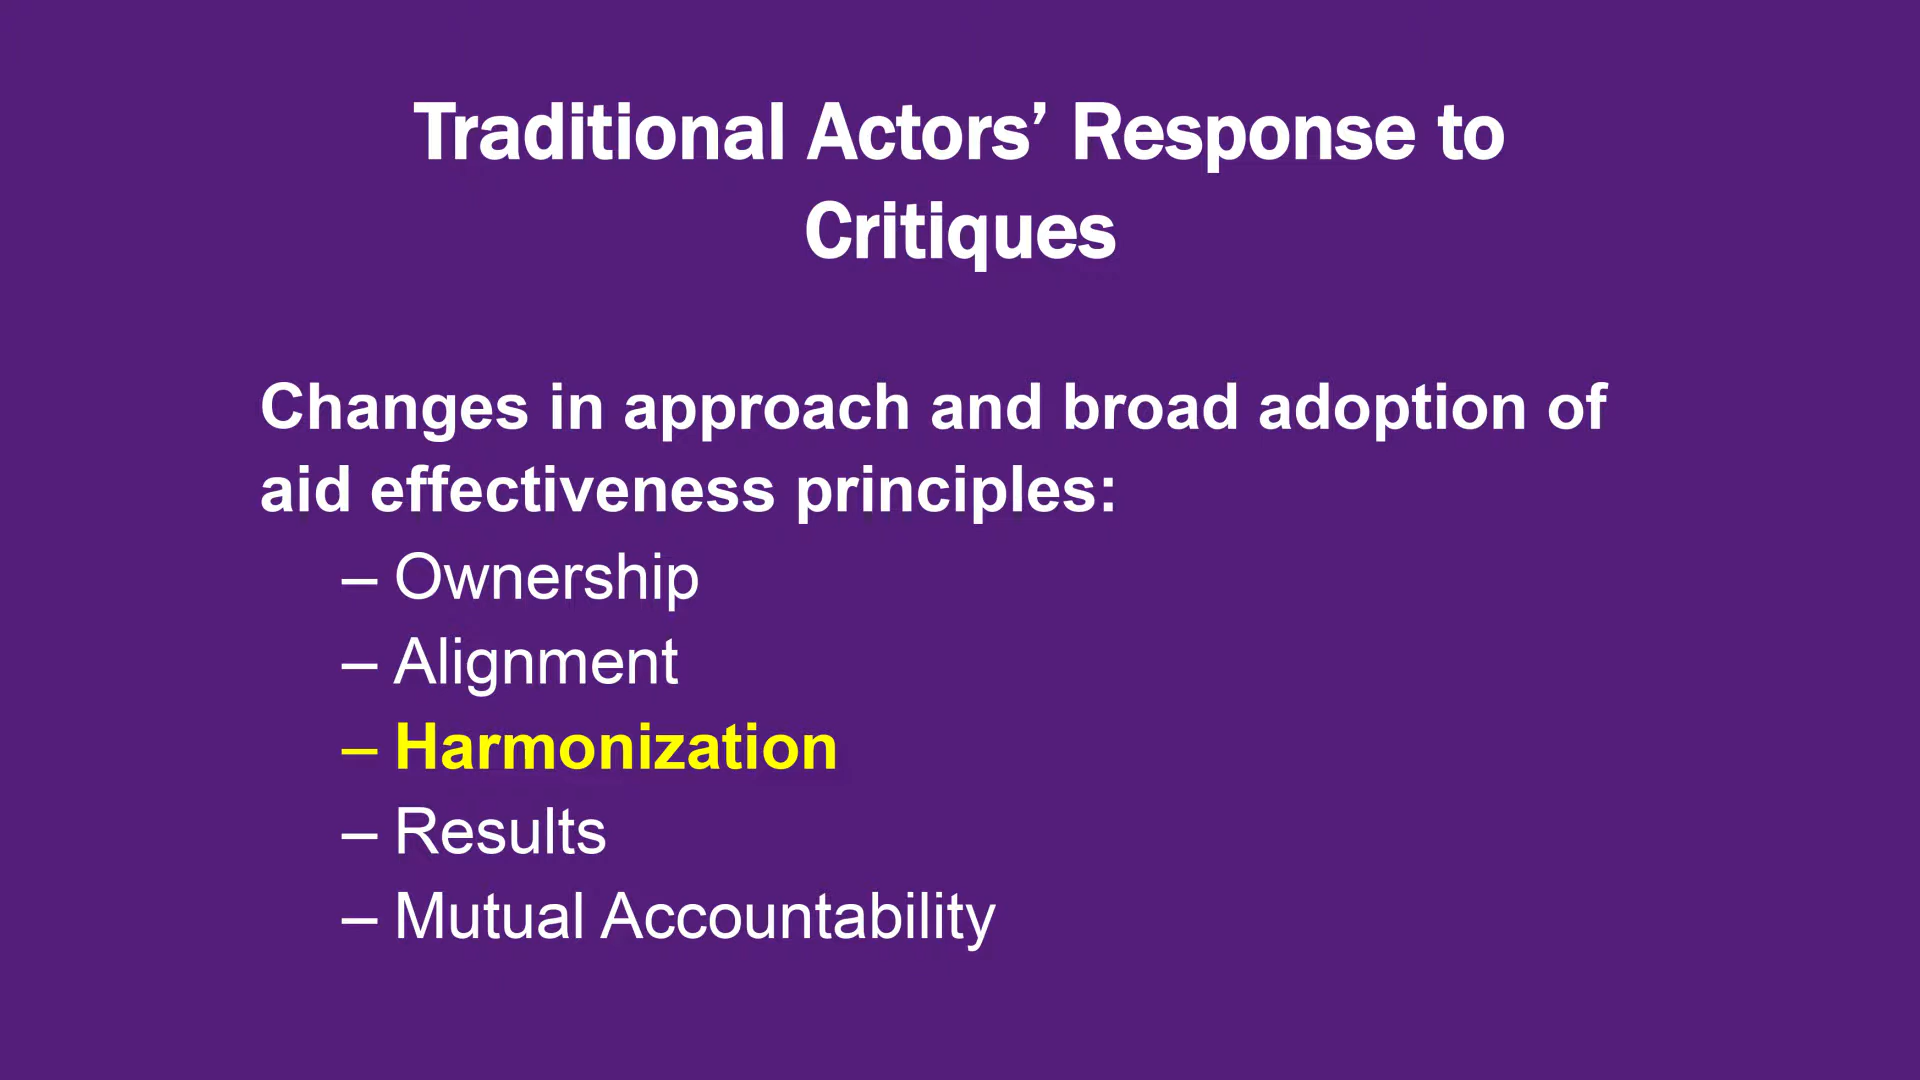 Traditional Actors’ Response to
Critiques
Changes in approach and broad adoption of
aid effectiveness principles:
– Ownership
– Alignment
– Harmonization
– Results
– Mutual Accountability